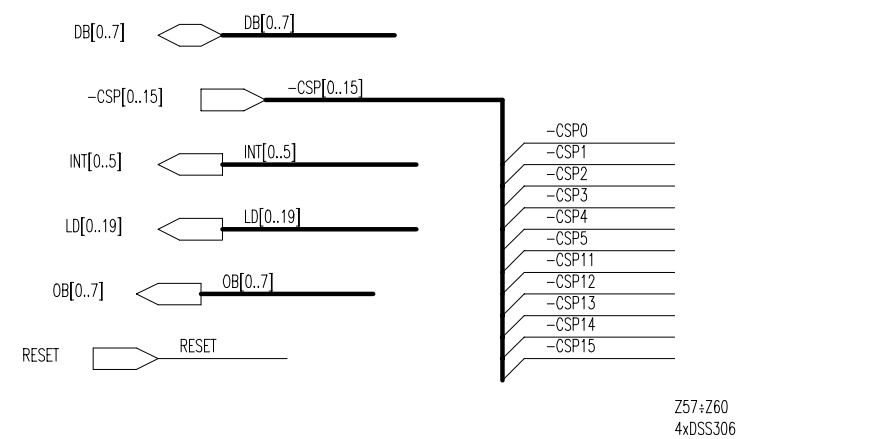 DB[0..7] DB[0..7]
-CSP[0..15] -CSP[0..15]
INT[0..5] INT[0..5]
LD[0..19] LD[0..19]
OB[0..7] OB[0..7]
RESET RESET
-CSP0
-CSP1
-CSP2
-CSP3
-CSP4
-CSP5
-CSP11
-CSP12
-CSP13
-CSP14
-CSP15
Z57÷Z60
4xDSS306